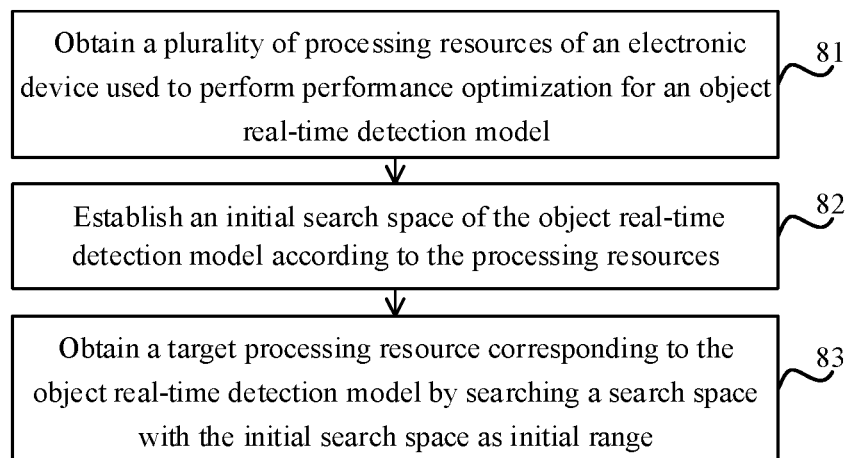 Obtain a plurality of processing resources of an electronic
device used to perform performance optimization for an object
real-time detection model
81
Establish an initial search space of the object real-time
detection model according to the processing resources
82
Obtain a target processing resource corresponding to the
object real-time detection model by searching a search space
with the initial search space as initial range
83